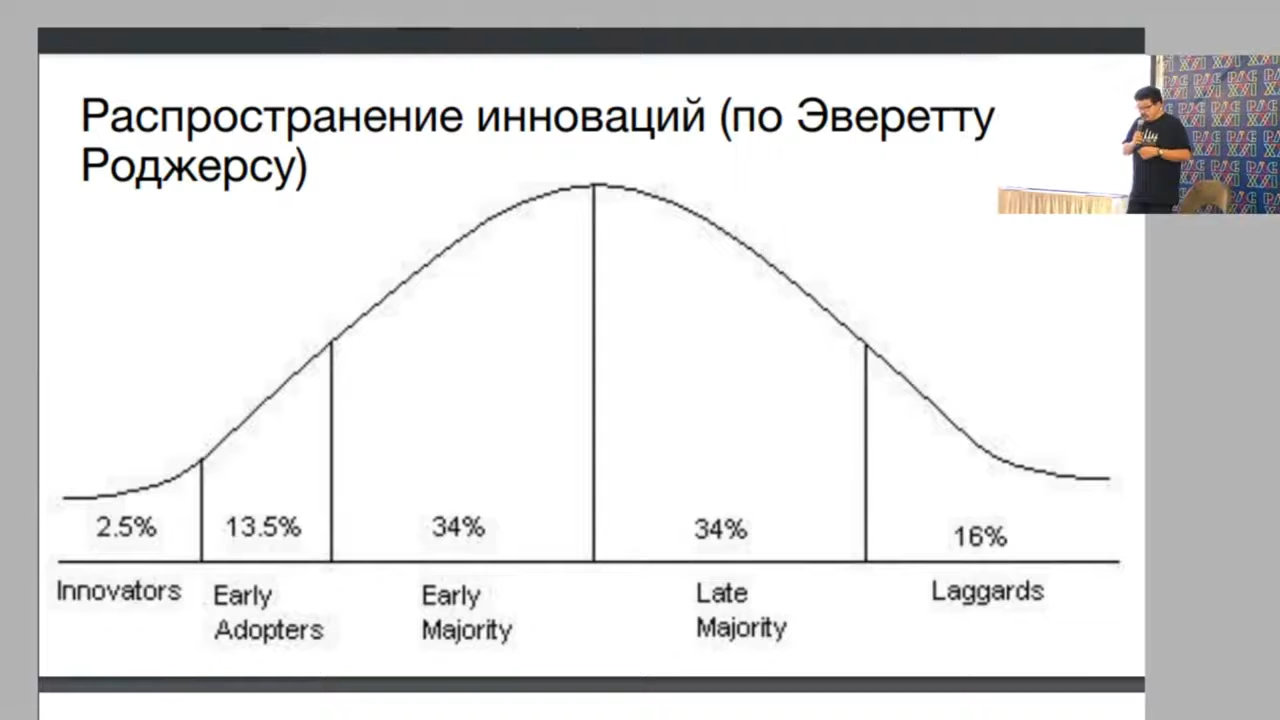 Распространение инноваций (по Эверетту
Роджерсу)
2.5%
13.5%
34%
34%
16%
Innovators
Early
Adopters
Early
Majority
Late
Majority
Laggards